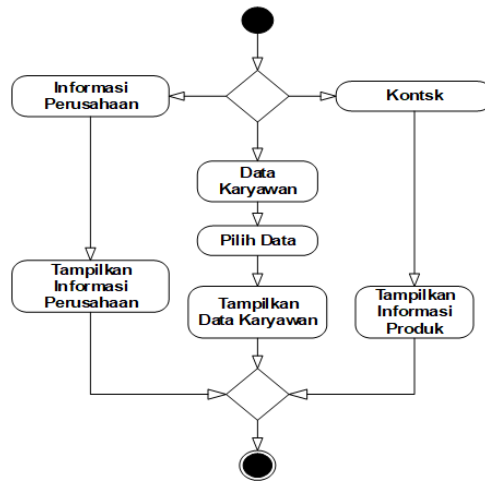 Informasi
Perusahaan
Kontsk
Data
Karyawan
Pilih Data
Tampilkan
Informasi
Perusahaan
Tampilkan
Data Karyawan
Tampilkan
Informasi
Produk